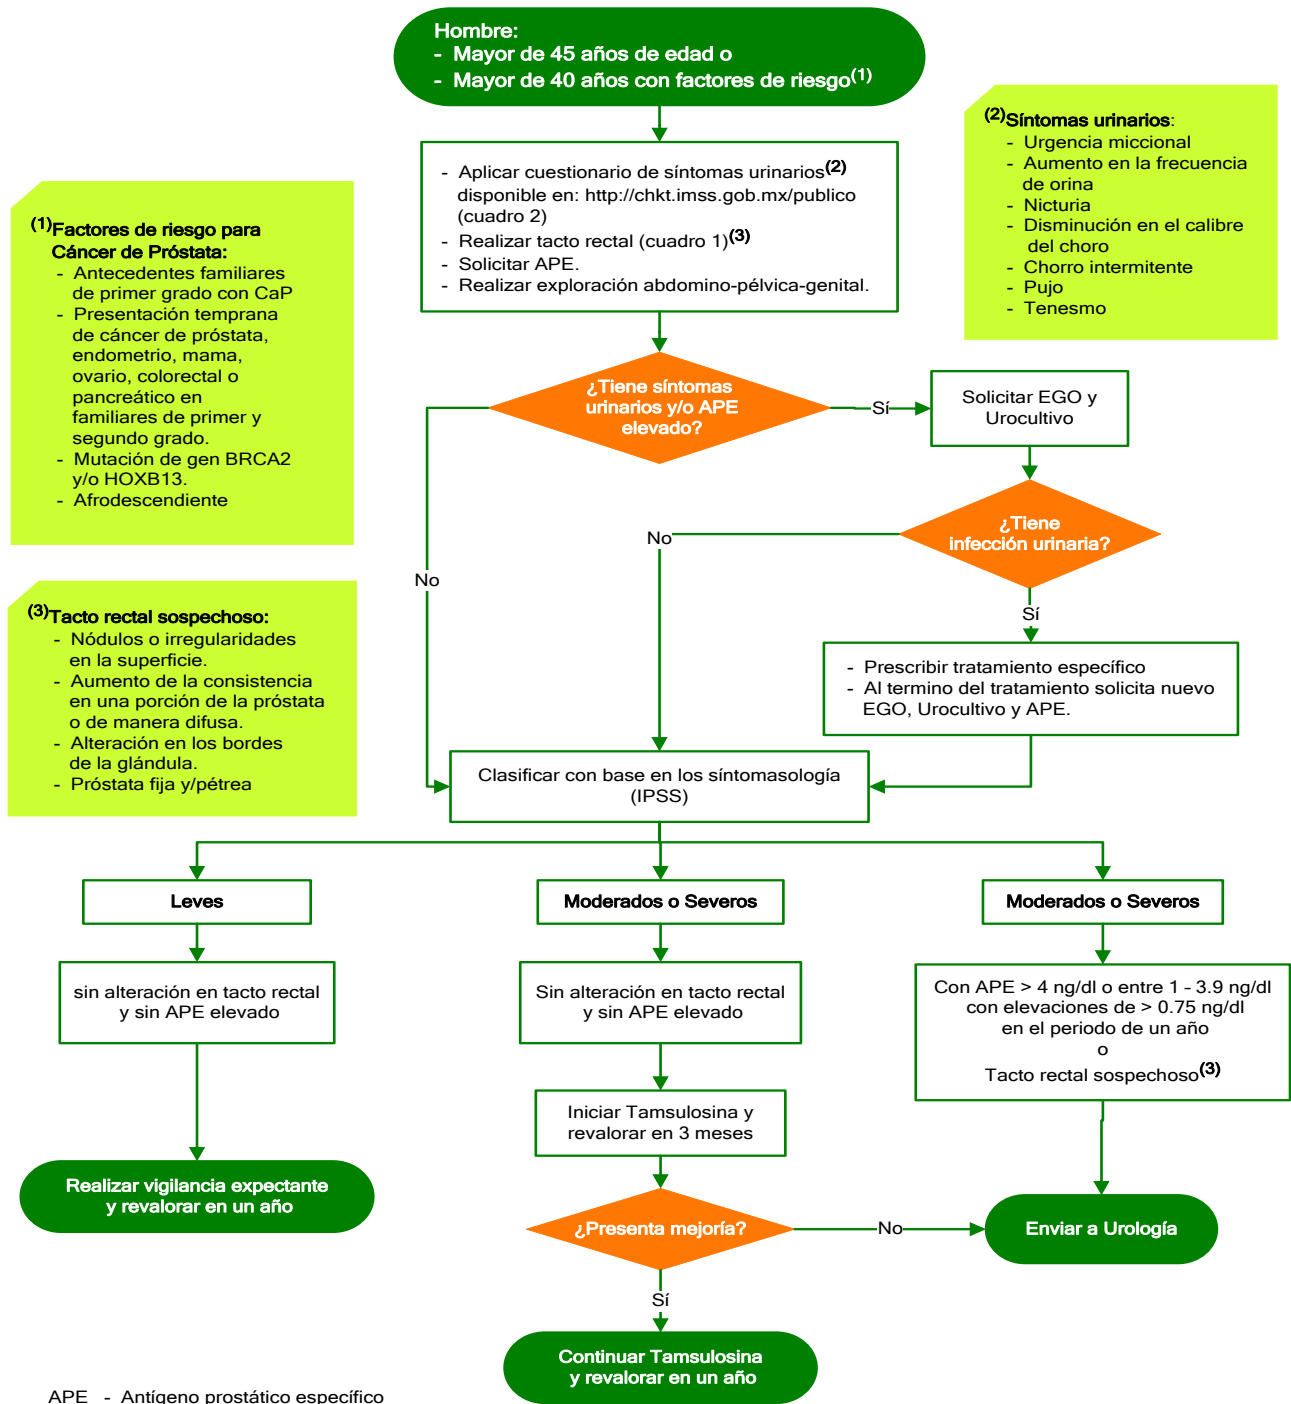 Hombre:
- Mayor de 45 años de edad o
- Mayor de 40 años con factores de riesgo(1)
- Aplicar cuestionario de síntomas urinarios(2)
disponible en: http://chkt.imss.gob.mx/publico
(cuadro 2)
- Realizar tacto rectal (cuadro 1)(3)
- Solicitar APE.
- Realizar exploración abdomino-pélvica-genital.
(2)Síntomas urinarios:
- Urgencia miccional
- Aumento en la frecuencia
de orina
- Nicturia
- Disminución en el calibre
del choro
- Chorro intermitente
- Pujo
- Tenesmo
(1)Factores de riesgo para
Cáncer de Próstata:
- Antecedentes familiares
de primer grado con CaP
- Presentación temprana
de cáncer de próstata,
endometrio, mama,
ovario, colorectal o
pancreático en
familiares de primer y
segundo grado.
- Mutación de gen BRCA2
y/o HOXB13.
- Afrodescendiente
¿Tiene síntomas
urinarios y/o APE
elevado?
Sí
Solicitar EGO y
Urocultivo
¿Tiene
infección urinaria?
No
No
Sí
(3)Tacto rectal sospechoso:
- Nódulos o irregularidades
en la superficie.
- Aumento de la consistencia
en una porción de la próstata
o de manera difusa.
- Alteración en los bordes
de la glándula.
- Próstata fija y/pétrea
- Prescribir tratamiento específico
- Al termino del tratamiento solicita nuevo
EGO, Urocultivo y APE.
Clasificar con base en los síntomasología
(IPSS)
Leves
Moderados o Severos
Moderados o Severos
sin alteración en tacto rectal
y sin APE elevado
Sin alteración en tacto rectal
y sin APE elevado
Con APE > 4 ng/dl o entre 1 - 3.9 ng/dl
con elevaciones de > 0.75 ng/dl
en el periodo de un año
o
Tacto rectal sospechoso(3)
Iniciar Tamsulosina y
revalorar en 3 meses
Realizar vigilancia expectante
y revalorar en un año
¿Presenta mejoría?
No
Enviar a Urología
Sí
Continuar Tamsulosina
y revalorar en un año
APE - Antígeno prostático específico